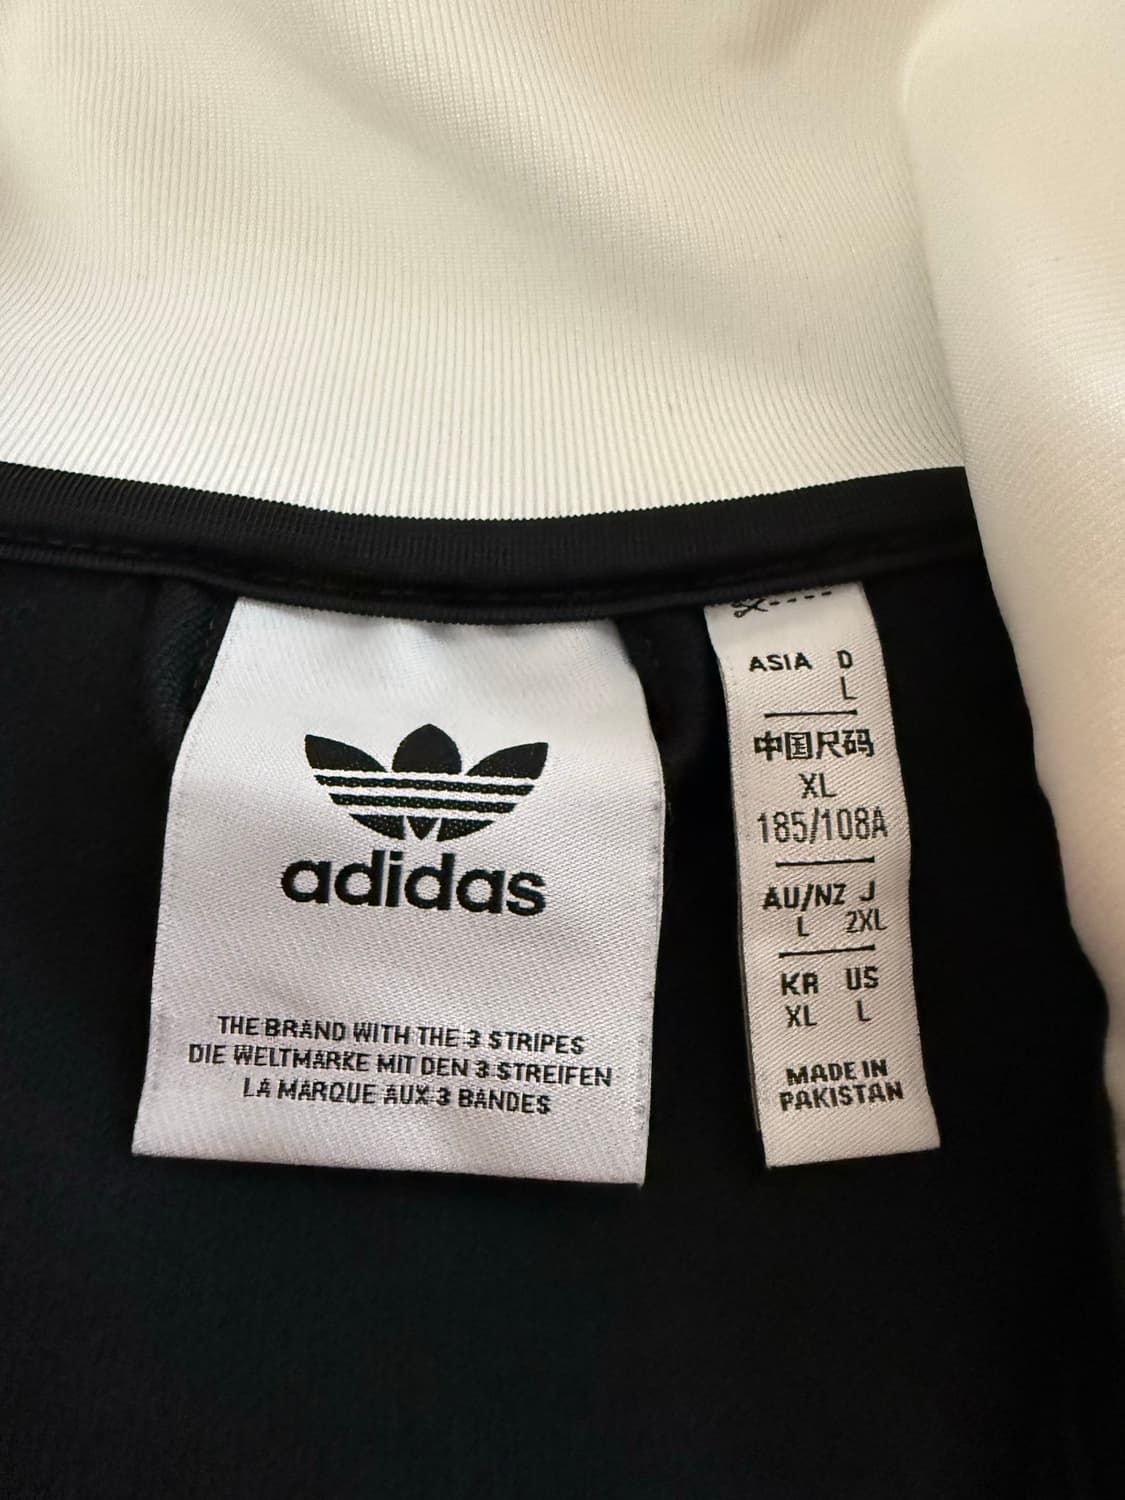 adidas
THE BRAND WITH THE 3 STRIPES
DIE WELTMARKE MIT DEN 3 STREIFEN
LA MARQUE AUX 3 BANDES
ASIA D
L
中国尺码
XL
185/108A
AU/NZ J
L 2XL
KR US
XL L
MADE IN
PAKISTAN